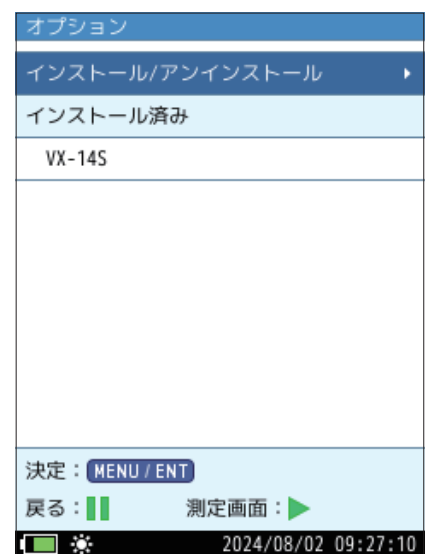 オプション
インストール/アンインストール
インストール済み
VX-14S
決定：MENU / ENT
戻る： 測定画面：
2024/08/02 09:27:10